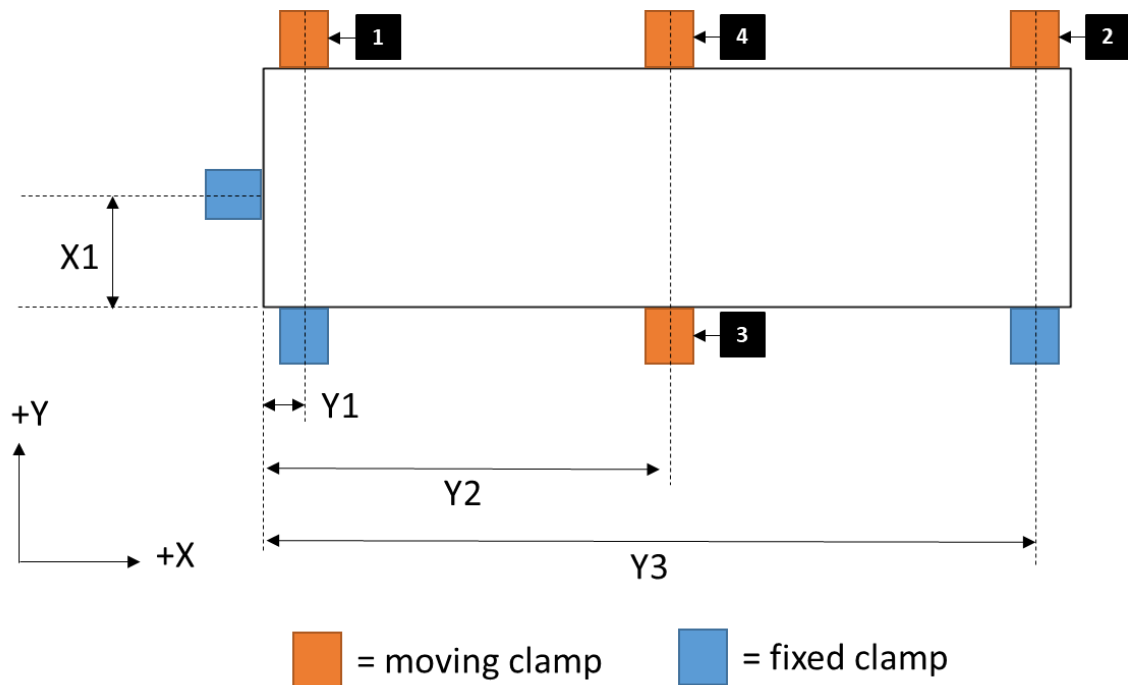 1
4
2
X1
3
Y1
+Y
Y2
+X
Y3
= moving clamp
= fixed clamp